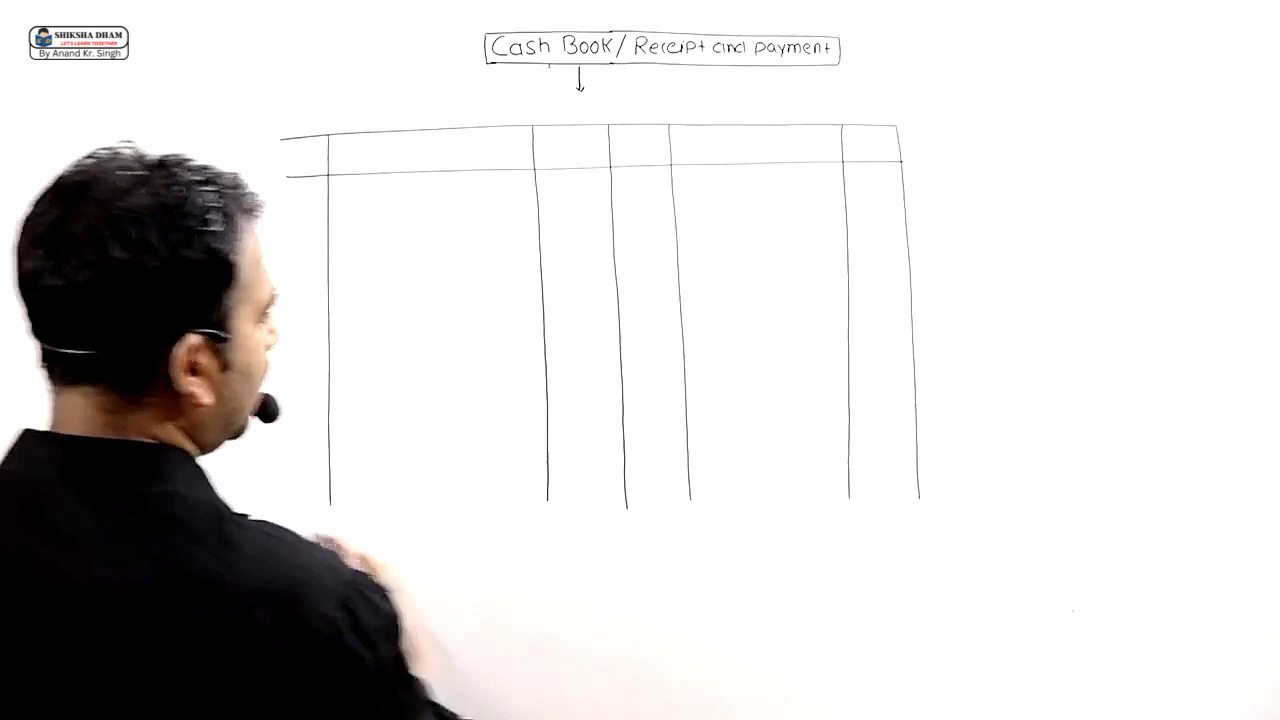 SHIKSHA DHAM
LET'S LEARN TOGETHER
By Anand Kr. Singh
Cash Book / Receipt and payment